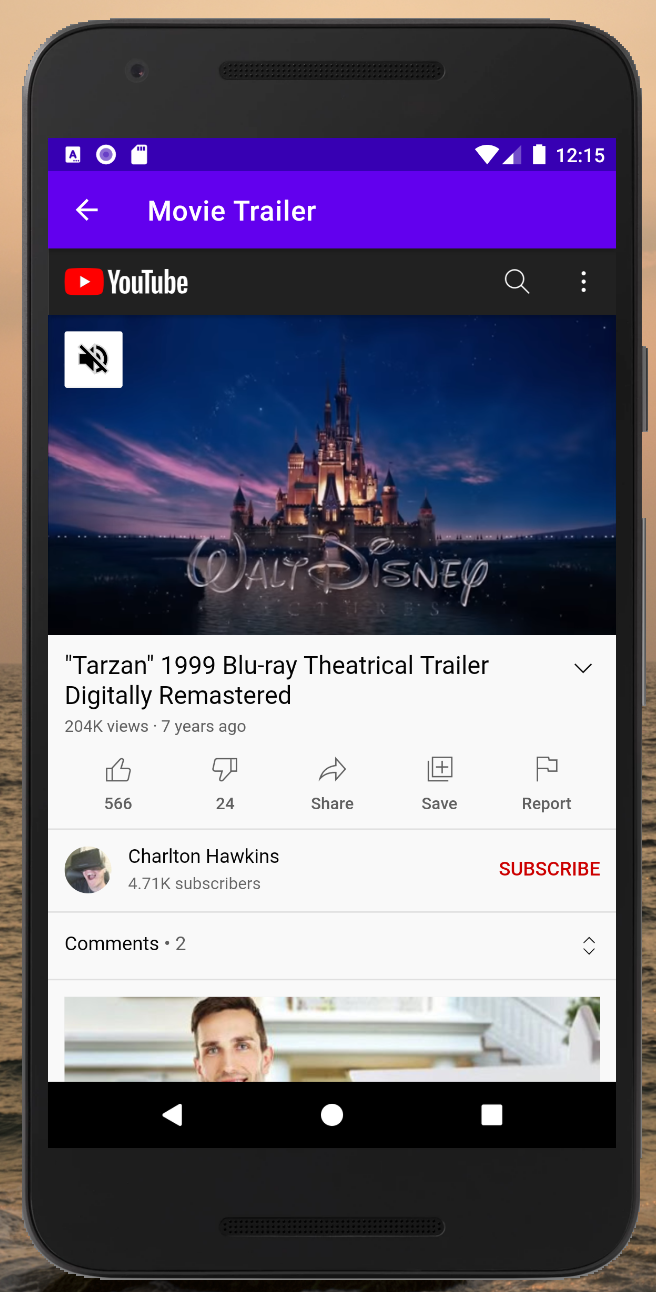 12:15
Movie Trailer
YouTube
WALT DISNEY
PICTURES
"Tarzan" 1999 Blu-ray Theatrical Trailer
Digitally Remastered
204K views · 7 years ago
566 24 Share Save Report
Charlton Hawkins
4.71K subscribers
SUBSCRIBE
Comments • 2